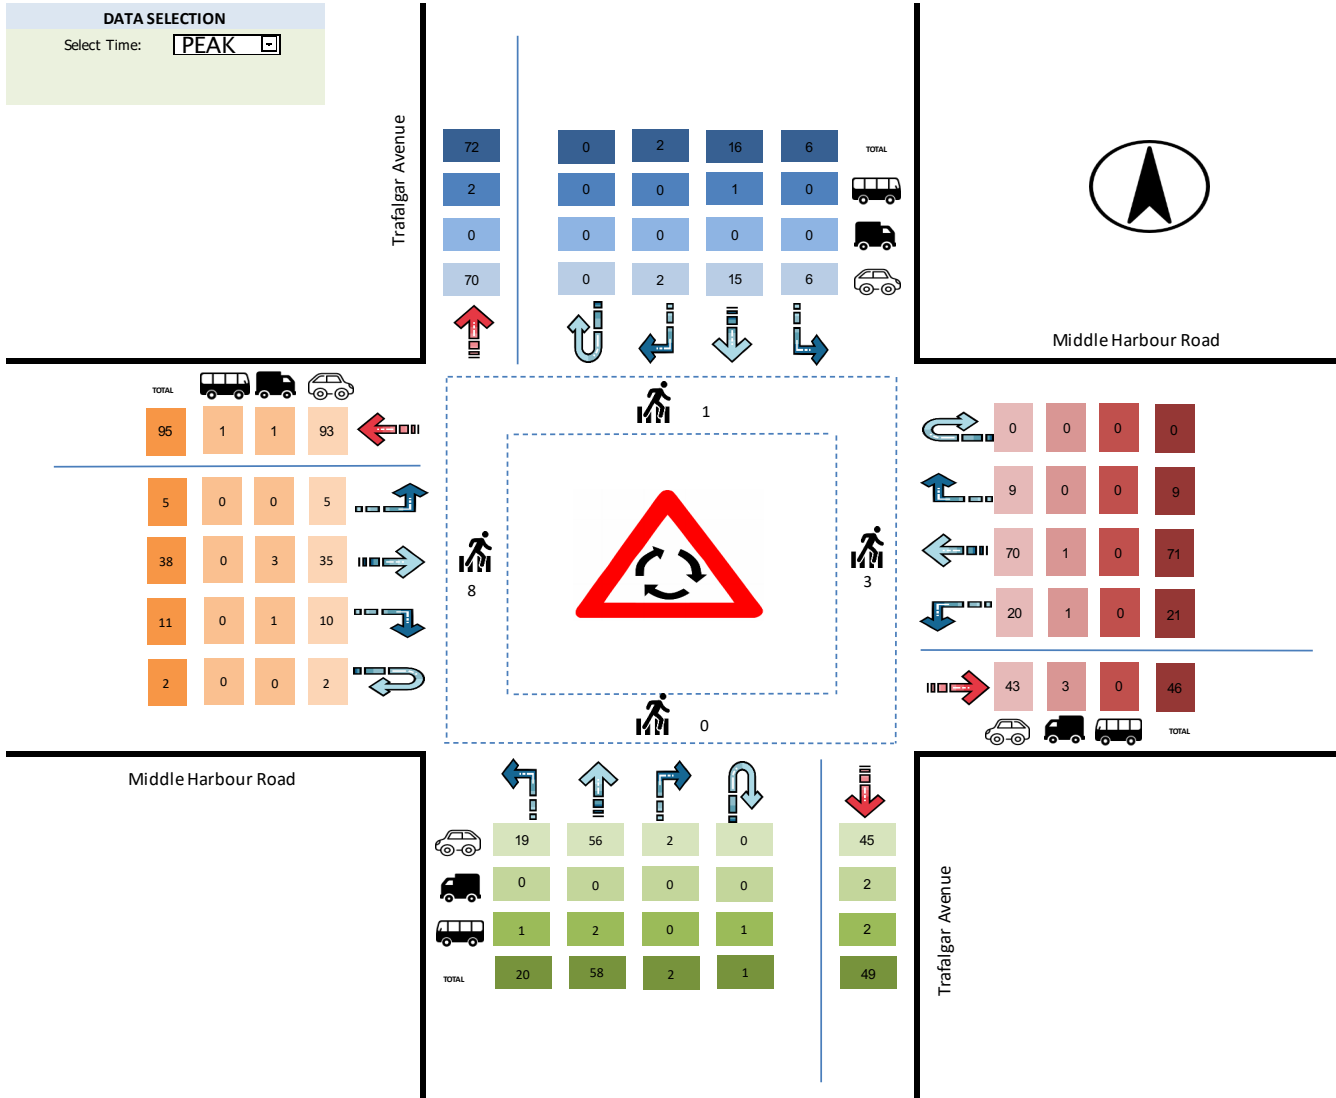 DATA SELECTION
Select Time: PEAK
Trafalgar Avenue
72 0 2 16 6 TOTAL
2 0 0 1 0
0 0 0 0 0
70 0 2 15 6
Middle Harbour Road
TOTAL
95 1 1 93
5 0 0 5
38 0 3 35
11 0 1 10
2 0 0 2
1
8
3
0
0 0 0 0
9 0 0 9
70 1 0 71
20 1 0 21
43 3 0 46
TOTAL
Middle Harbour Road
19 56 2 0 45
0 0 0 0 2
1 2 0 1 2
TOTAL 20 58 2 1 49
Trafalgar Avenue